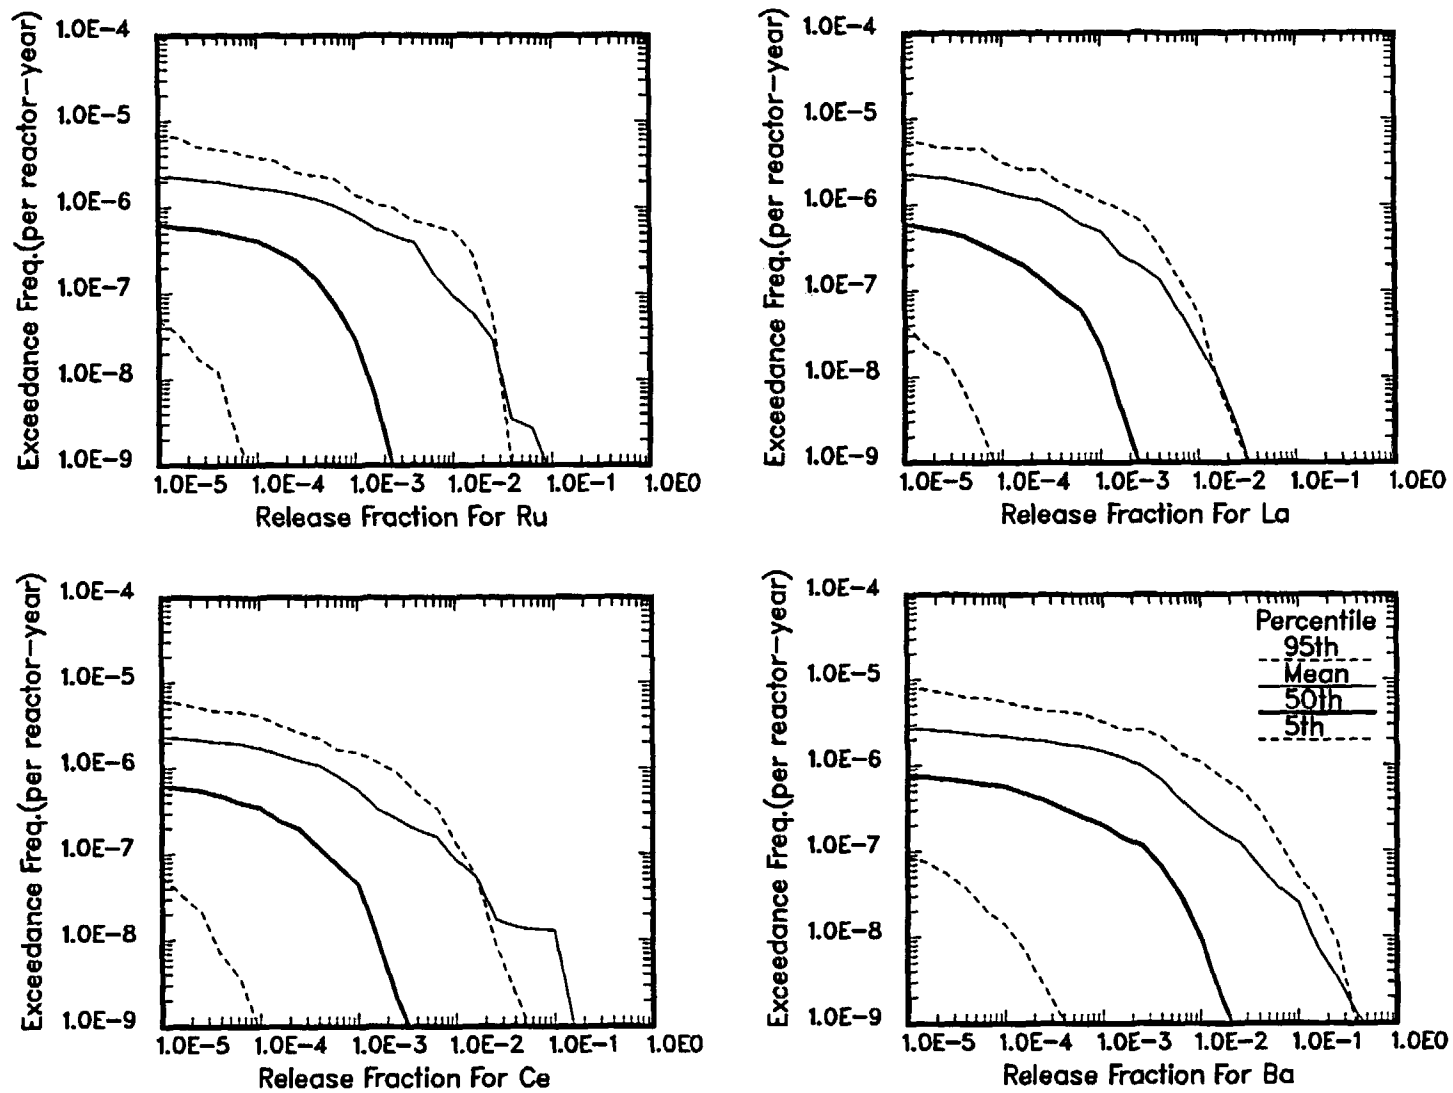 Exceedance Freq.(per reactor-year)
1.0E-4
1.0E-5
1.0E-6
1.0E-7
1.0E-8
1.0E-9
1.0E-5 1.0E-4 1.0E-3 1.0E-2 1.0E-1 1.0E0
Release Fraction For Ru
Exceedance Freq.(per reactor-year)
1.0E-4
1.0E-5
1.0E-6
1.0E-7
1.0E-8
1.0E-9
1.0E-5 1.0E-4 1.0E-3 1.0E-2 1.0E-1 1.0E0
Release Fraction For La
Exceedance Freq.(per reactor-year)
1.0E-4
1.0E-5
1.0E-6
1.0E-7
1.0E-8
1.0E-9
1.0E-5 1.0E-4 1.0E-3 1.0E-2 1.0E-1 1.0E0
Release Fraction For Ce
Exceedance Freq.(per reactor-year)
1.0E-4
1.0E-5
1.0E-6
1.0E-7
1.0E-8
1.0E-9
Percentile
95th
Mean
50th
5th
1.0E-5 1.0E-4 1.0E-3 1.0E-2 1.0E-1 1.0E0
Release Fraction For Ba